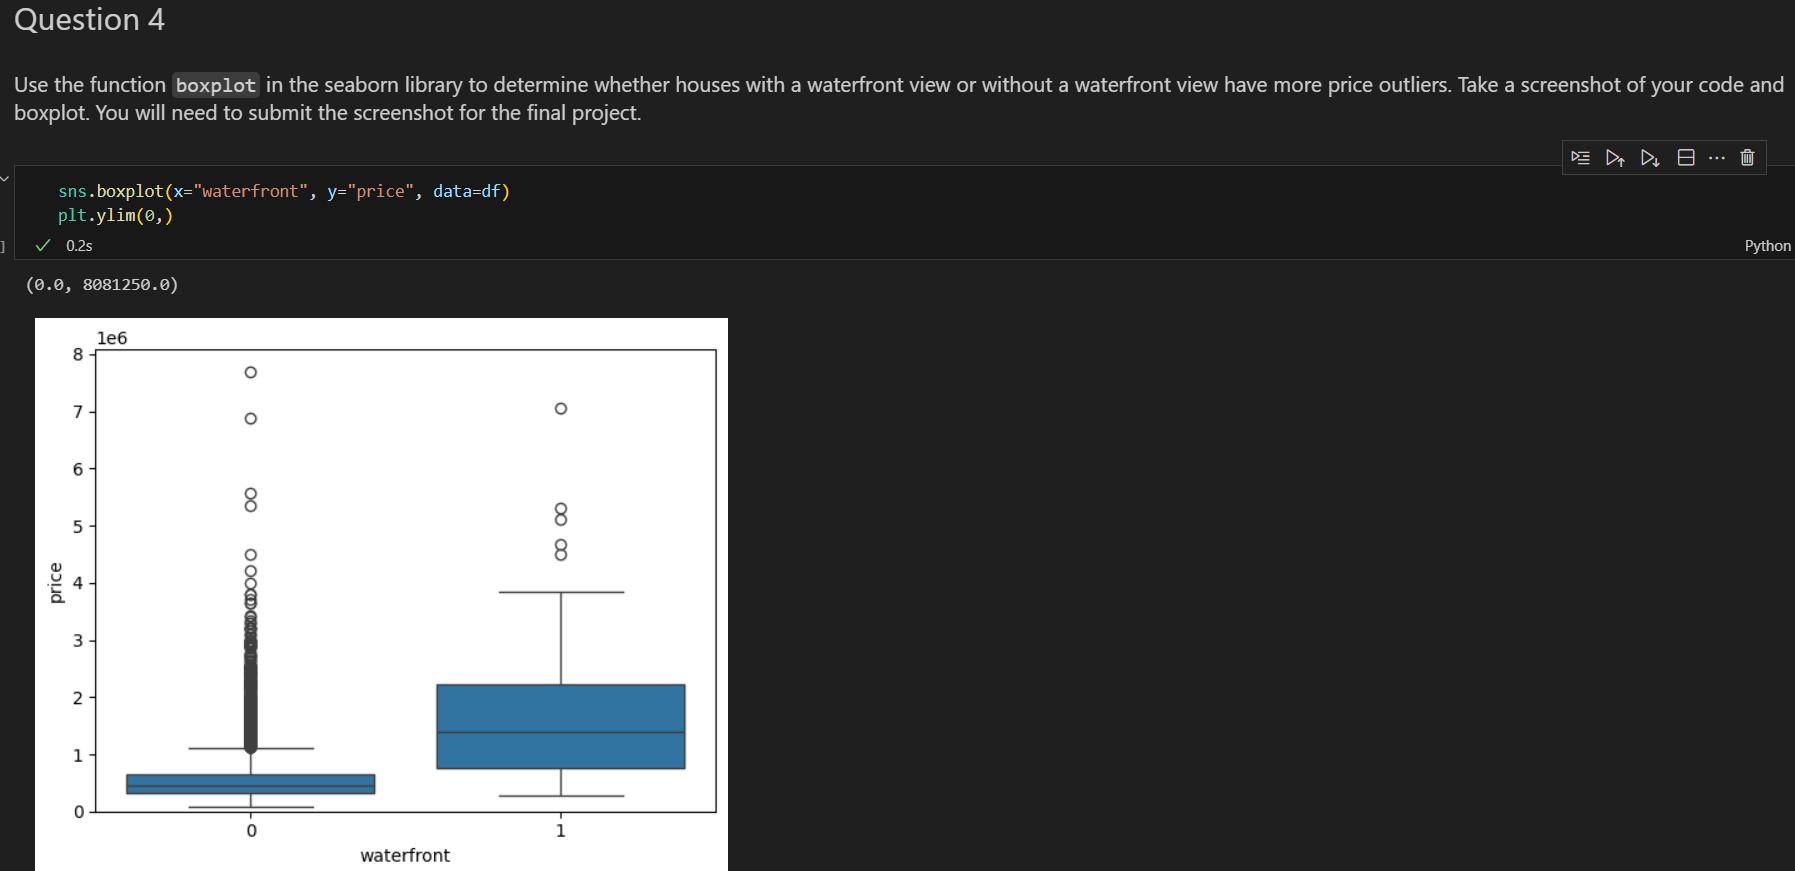 Question 4
Use the function boxplot in the seaborn library to determine whether houses with a waterfront view or without a waterfront view have more price outliers. Take a screenshot of your code and
boxplot. You will need to submit the screenshot for the final project.
sns.boxplot(x="waterfront", y="price", data=df)
plt.ylim(0,)
] 0.2s Python
(0.0, 8081250.0)
1e6
8
7
6
5
4
3
2
1
0
price
0 1
waterfront